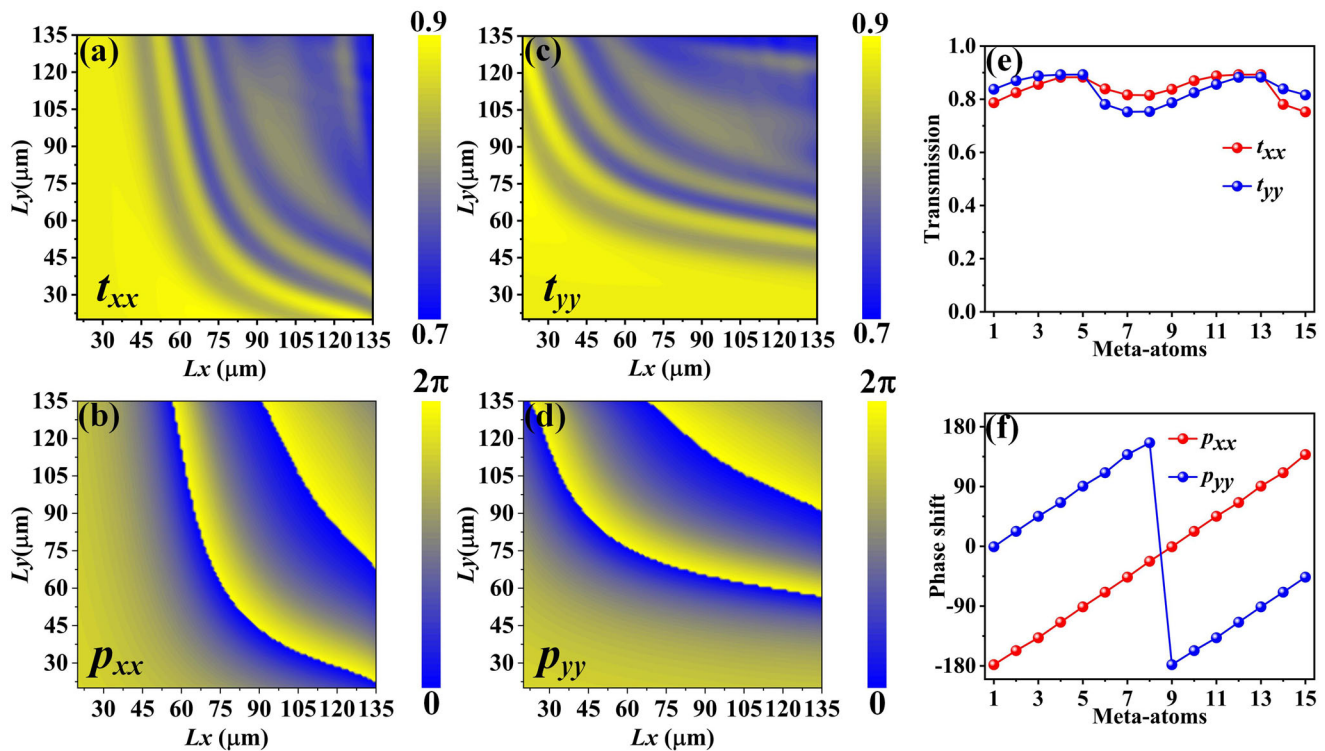 (a)
135
120
105
90
75
60
45
30
Ly(μm)
txx
30 45 60 75 90 105 120 135
Lx (μm)
0.9
0.7
(c)
135
120
105
90
75
60
45
30
Ly(μm)
tyy
30 45 60 75 90 105 120 135
Lx (μm)
0.9
0.7
(e)
1.0
0.8
0.6
0.4
0.2
0.0
Transmission
txx
tyy
1 3 5 7 9 11 13 15
Meta-atoms
(b)
135
120
105
90
75
60
45
30
Ly(μm)
pxx
30 45 60 75 90 105 120 135
Lx (μm)
2π
0
(d)
135
120
105
90
75
60
45
30
Ly(μm)
pyy
30 45 60 75 90 105 120 135
Lx (μm)
2π
0
(f)
180
90
0
-90
-180
Phase shift
pxx
pyy
1 3 5 7 9 11 13 15
Meta-atoms